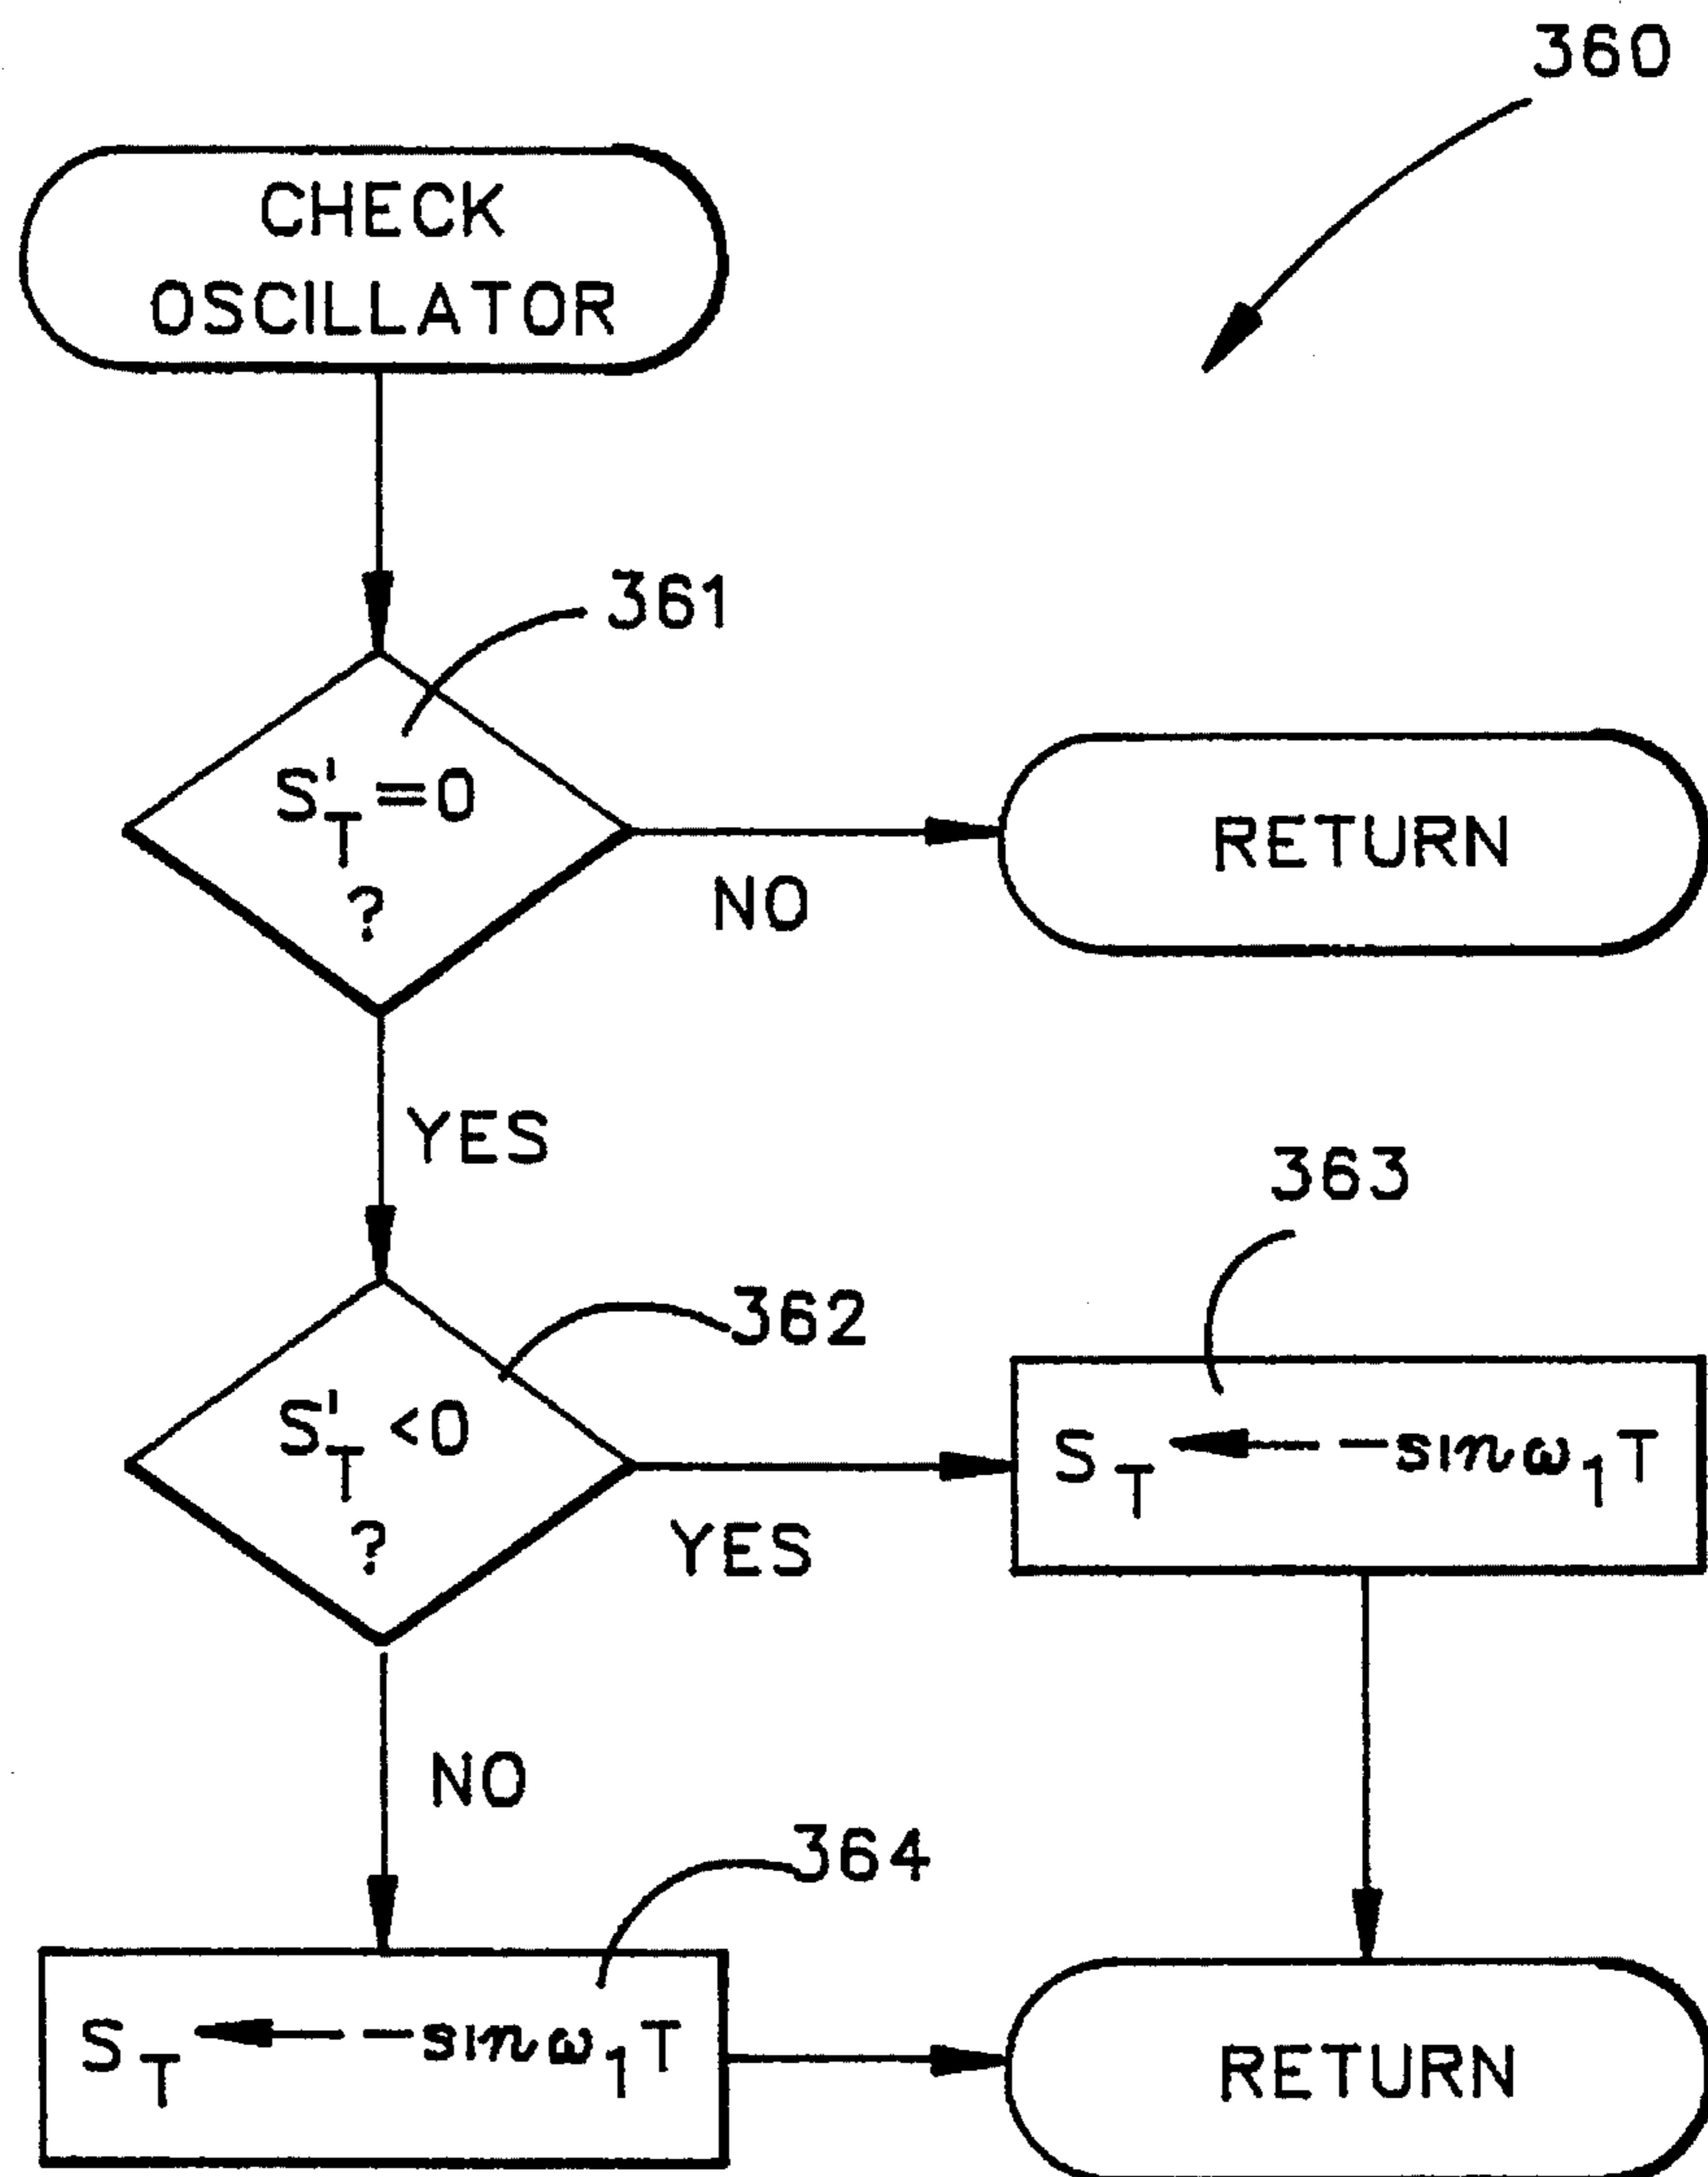 360
CHECK
OSCILLATOR
361
S'T=0
?
NO
RETURN
YES
363
362
S'T <0
?
YES
ST ← -sinω1T
NO
364
ST ← -sinω1T
RETURN